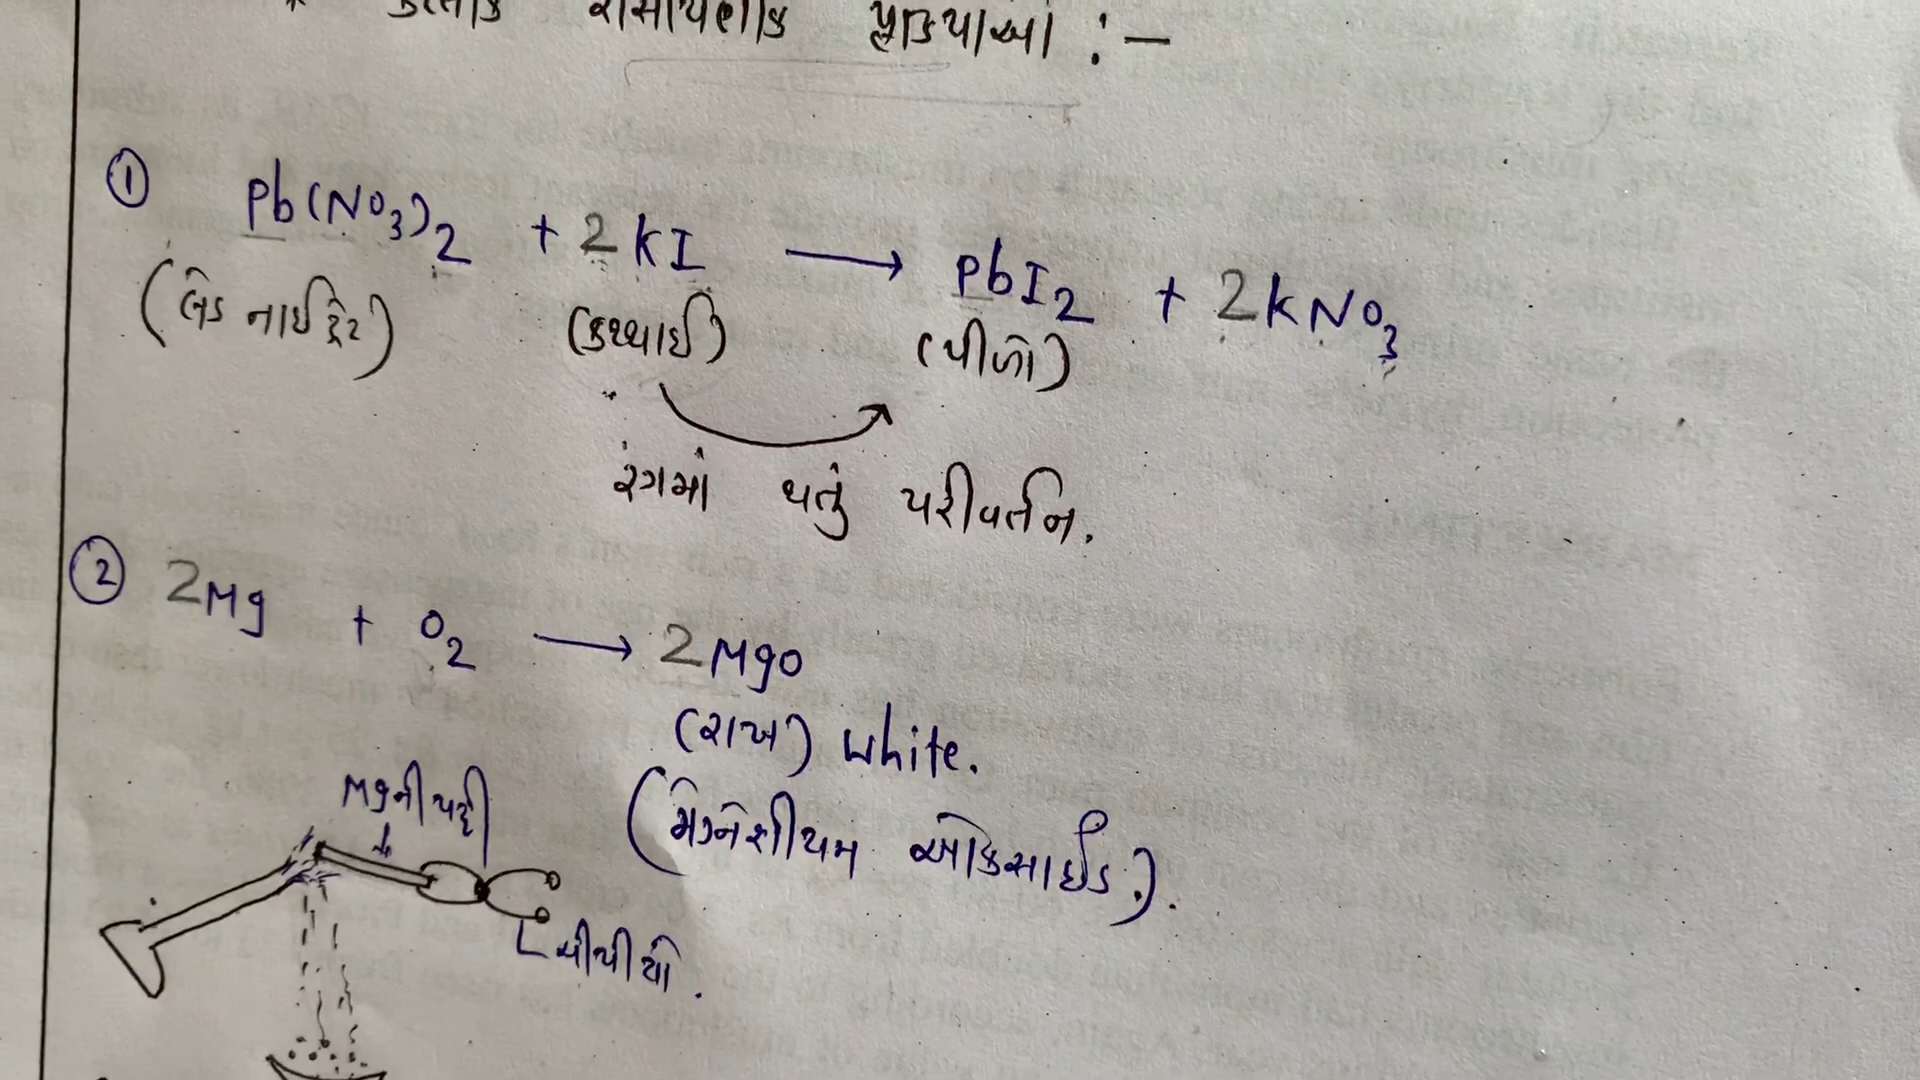 * કેટલીક રાસાયણીક પ્રક્રિયાઓ :-
① Pb(NO3)2 + 2KI ⟶ PbI2 + 2KNO3
(લેડ નાઈટ્રેટ) (કથ્થાઈ) (પીળો)
રંગમાં થતું પરીવર્તન.
② 2Mg + O2 ⟶ 2MgO
(રાખ) white.
(મેગ્નેશીયમ ઓકિસાઈડ.).
Mgની પટ્ટી
ચીપીયો.